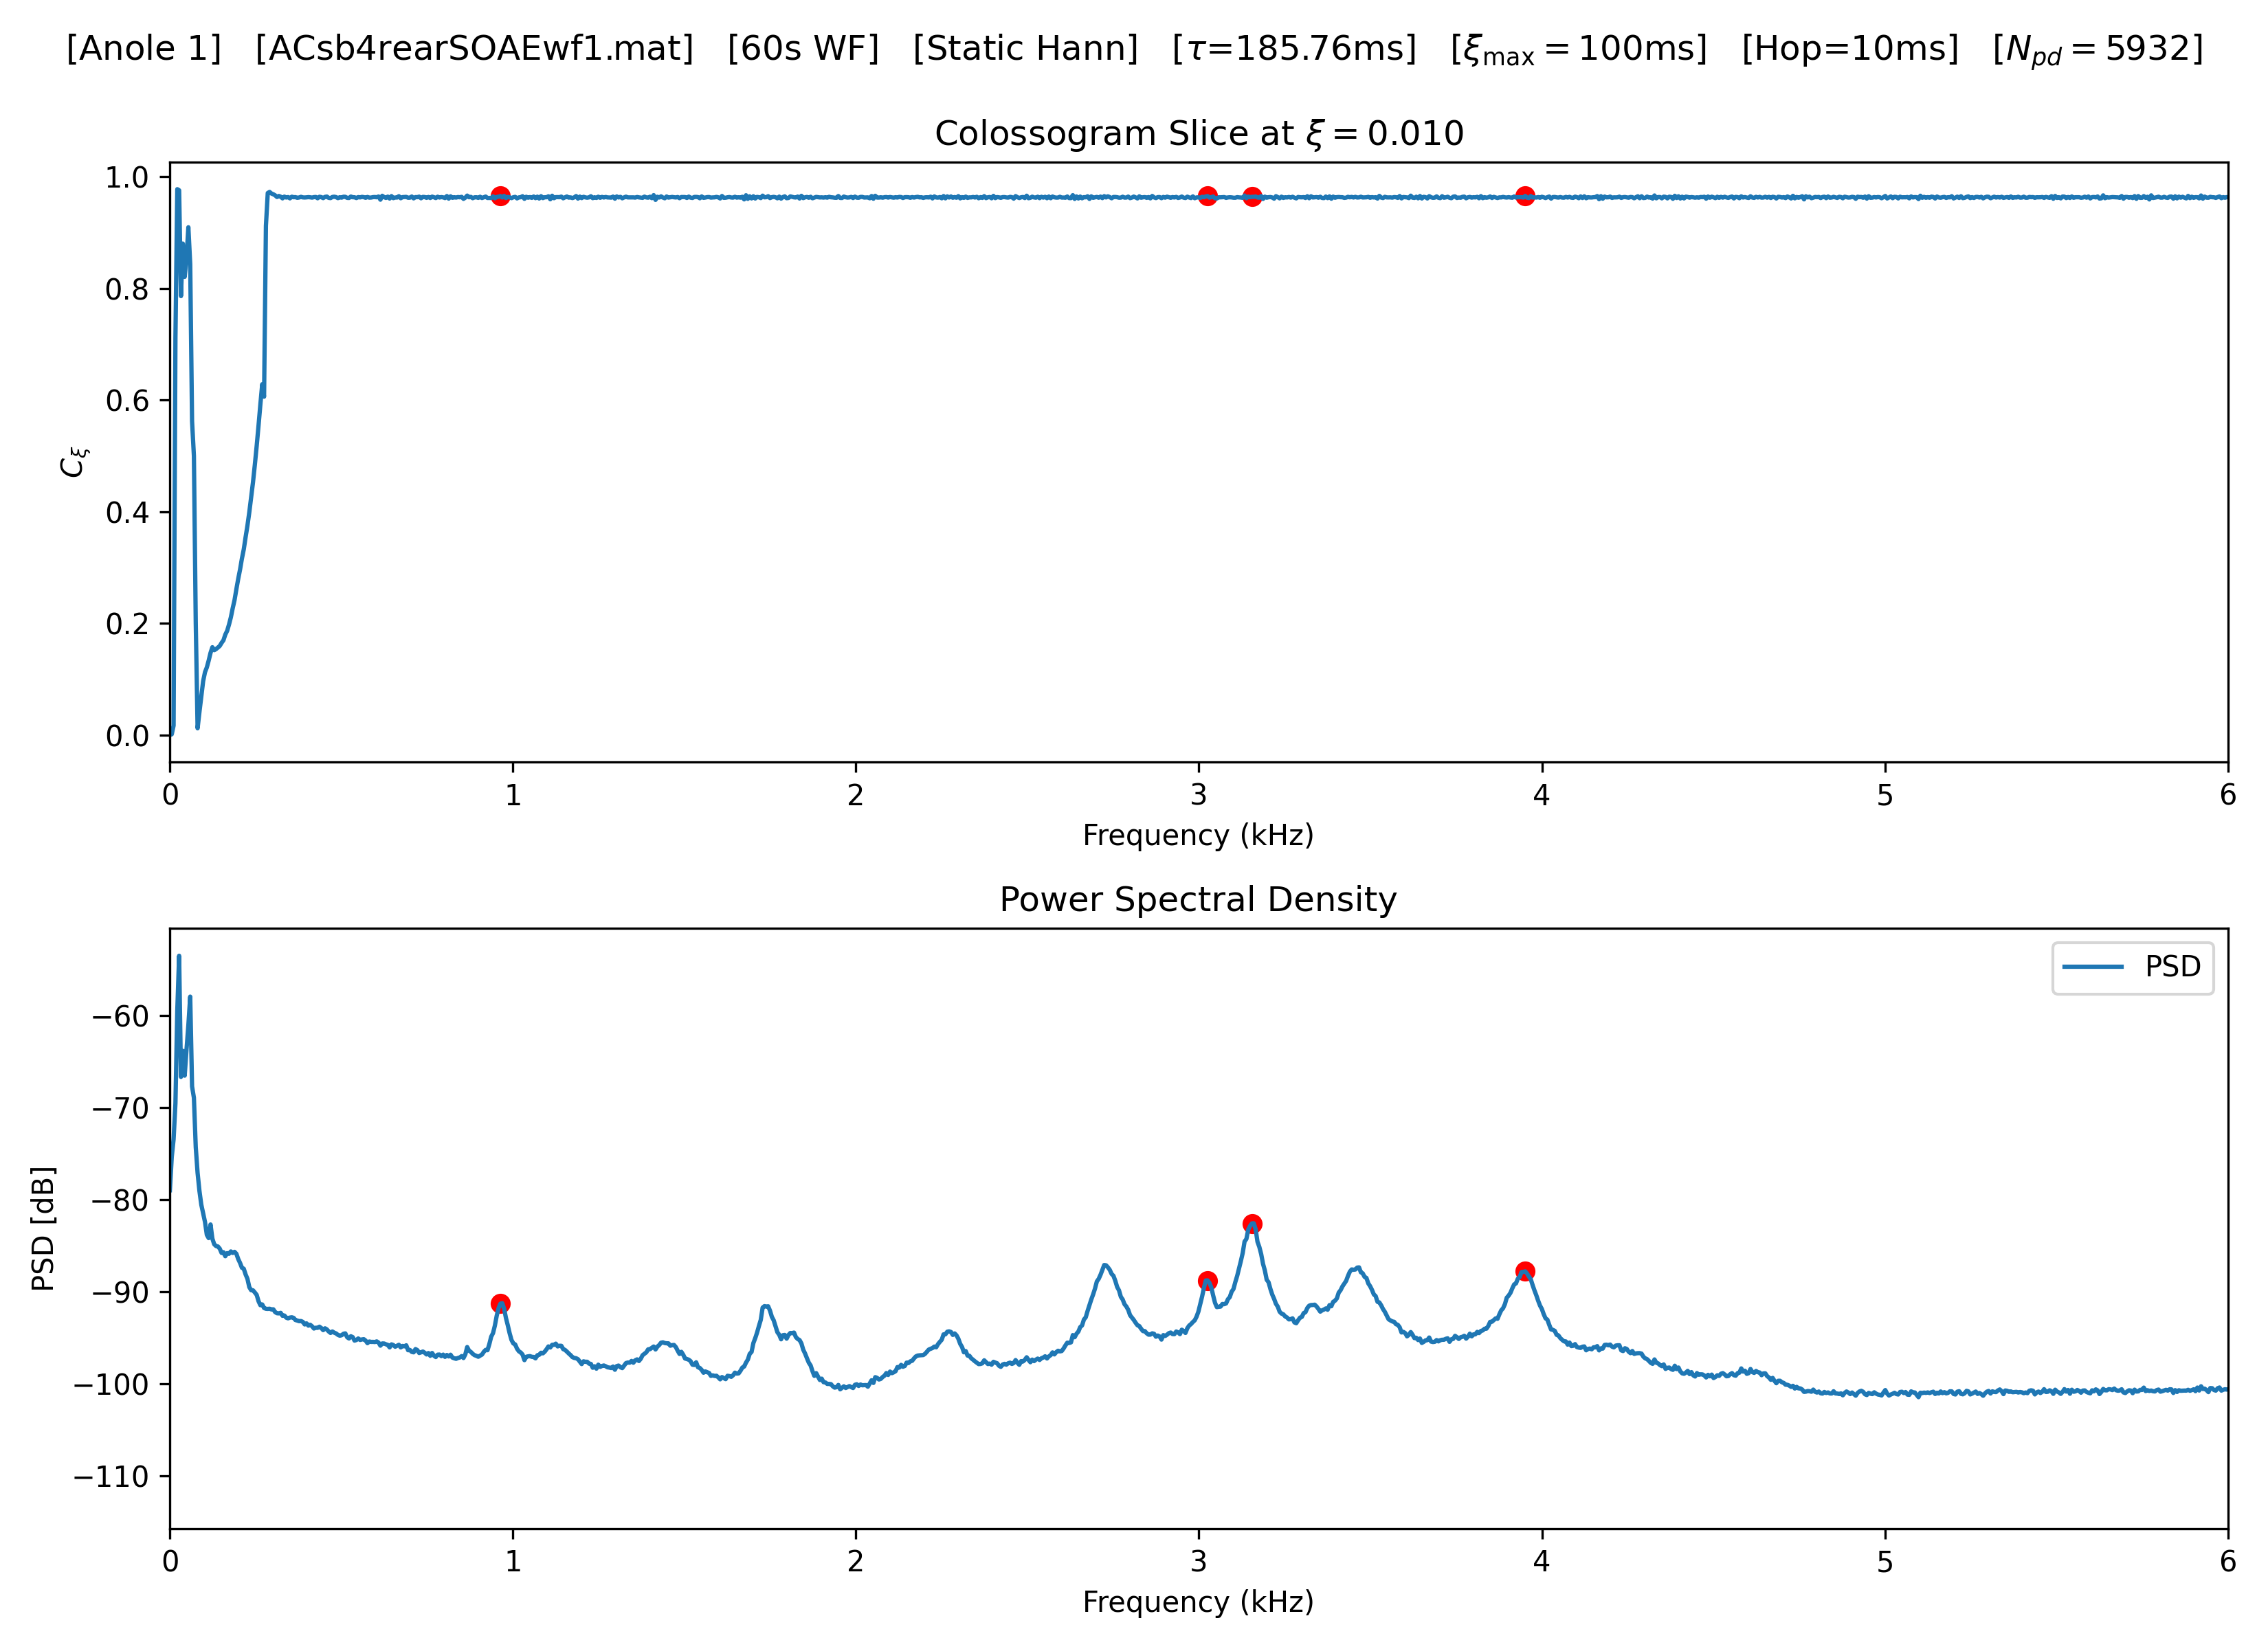 [Anole 1] [ACsb4rearSOAEwf1.mat] [60s WF] [Static Hann] [τ=185.76ms] [ξmax = 100ms] [Hop=10ms] [Npd = 5932]
Colossogram Slice at ξ = 0.010
1.0
0.8
0.6
0.4
0.2
0.0
Cξ
0 1 2 3 4 5 6
Frequency (kHz)
Power Spectral Density
PSD
−60
−70
−80
−90
−100
−110
PSD [dB]
0 1 2 3 4 5 6
Frequency (kHz)